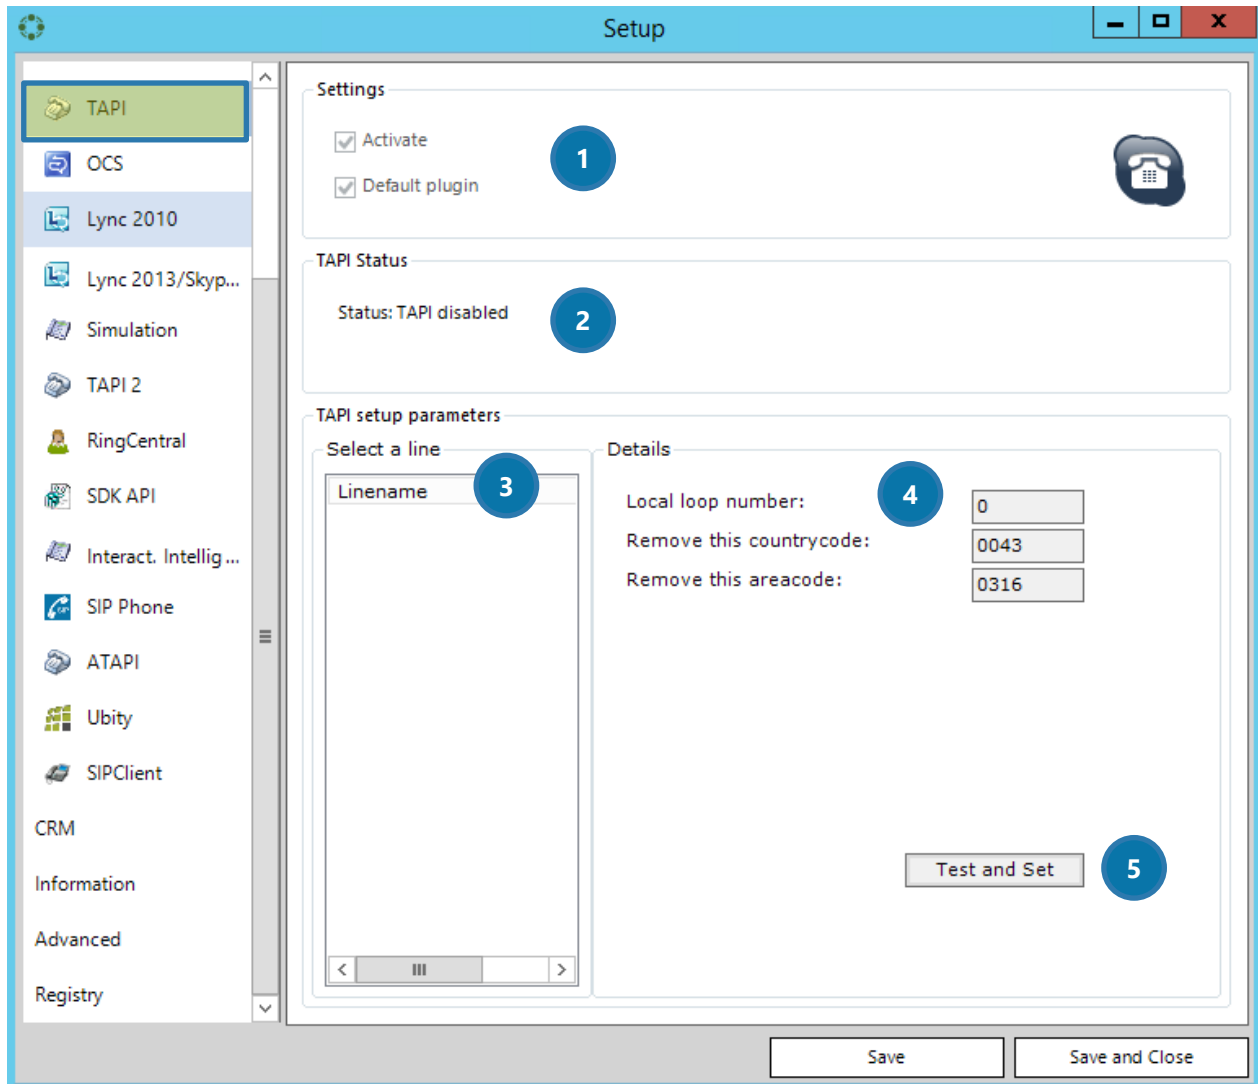 Setup
TAPI
OCS
Lync 2010
Lync 2013/Skyp...
Simulation
TAPI 2
RingCentral
SDK API
Interact. Intellig ...
SIP Phone
ATAPI
Ubity
SIPClient
CRM
Information
Advanced
Registry
Settings
Activate
Default plugin
1
TAPI Status
Status: TAPI disabled
2
TAPI setup parameters
Select a line
Linename
3
Details
4
Local loop number: 0
Remove this countrycode: 0043
Remove this areacode: 0316
Test and Set
5
Save
Save and Close